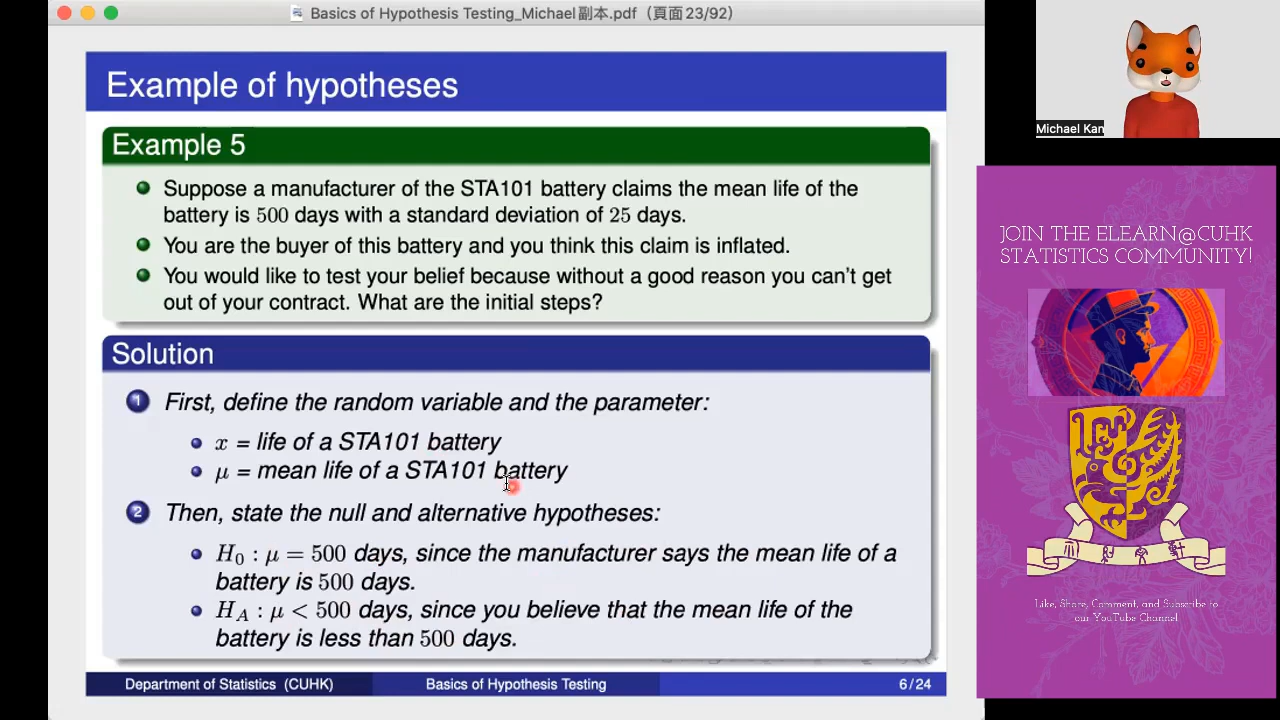 Basics of Hypothesis Testing_Michael副本.pdf（頁面 23/92）
Example of hypotheses
Example 5
Suppose a manufacturer of the STA101 battery claims the mean life of the
battery is 500 days with a standard deviation of 25 days.
You are the buyer of this battery and you think this claim is inflated.
You would like to test your belief because without a good reason you can't get
out of your contract. What are the initial steps?
Solution
1 First, define the random variable and the parameter:
x = life of a STA101 battery
μ = mean life of a STA101 battery
2 Then, state the null and alternative hypotheses:
H₀ : μ = 500 days, since the manufacturer says the mean life of a
battery is 500 days.
H_A : μ < 500 days, since you believe that the mean life of the
battery is less than 500 days.
Department of Statistics (CUHK) Basics of Hypothesis Testing 6/24
Michael Kan
JOIN THE ELEARN@CUHK
STATISTICS COMMUNITY!
Like, Share, Comment, and Subscribe to
our YouTube Channel